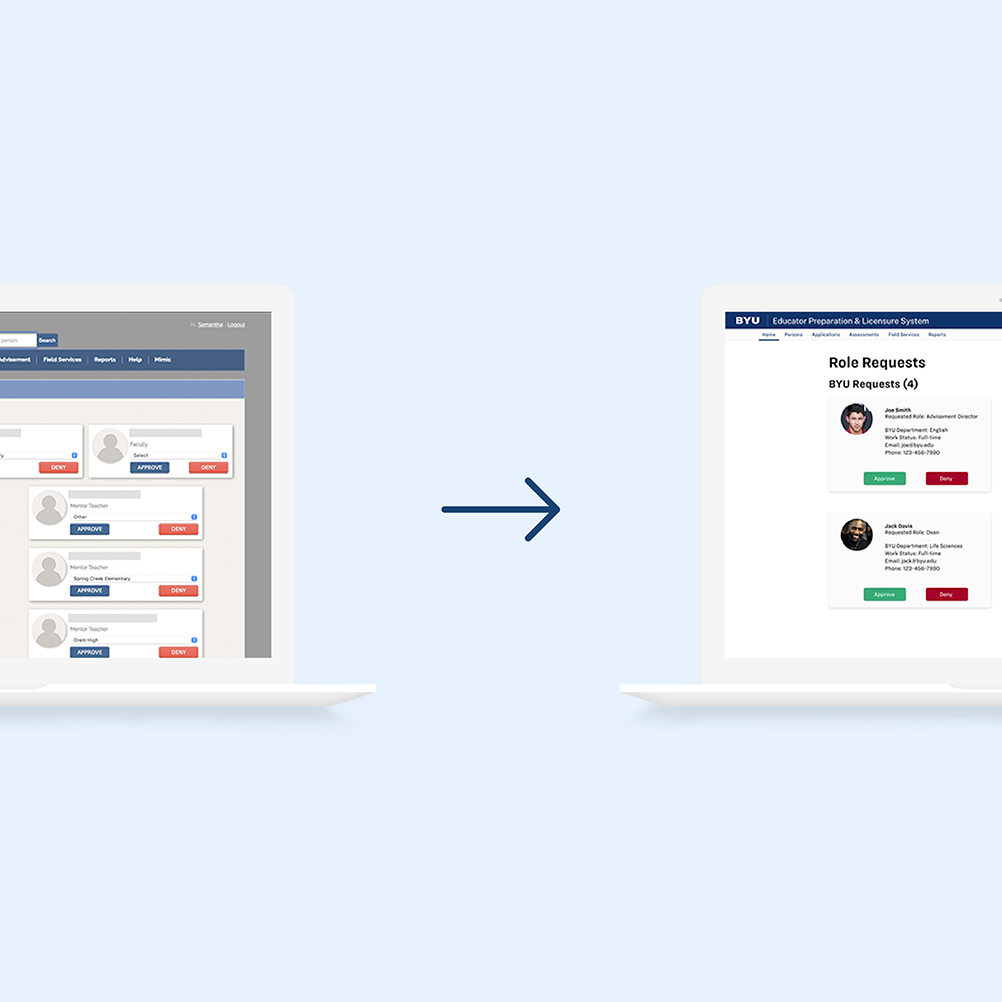 Hi Samantha | Logout
person Search
Advisement | Field Services | Reports | Help | Mimic
Faculty
Select
DENY APPROVE DENY
Mentor Teacher
Other
APPROVE DENY
Mentor Teacher
Spring Creek Elementary
APPROVE DENY
Mentor Teacher
Orem High
APPROVE DENY
BYU Educator Preparation & Licensure System
Home Persons Applications Assessments Field Services Reports
Role Requests
BYU Requests (4)
Joe Smith
Requested Role: Advisement Director
BYU Department: English
Work Status: Full-time
Email: joe@byu.edu
Phone: 123-456-7890
Approve Deny
Jack Davis
Requested Role: Dean
BYU Department: Life Sciences
Work Status: Full-time
Email: jack@byu.edu
Phone: 123-456-7890
Approve Deny